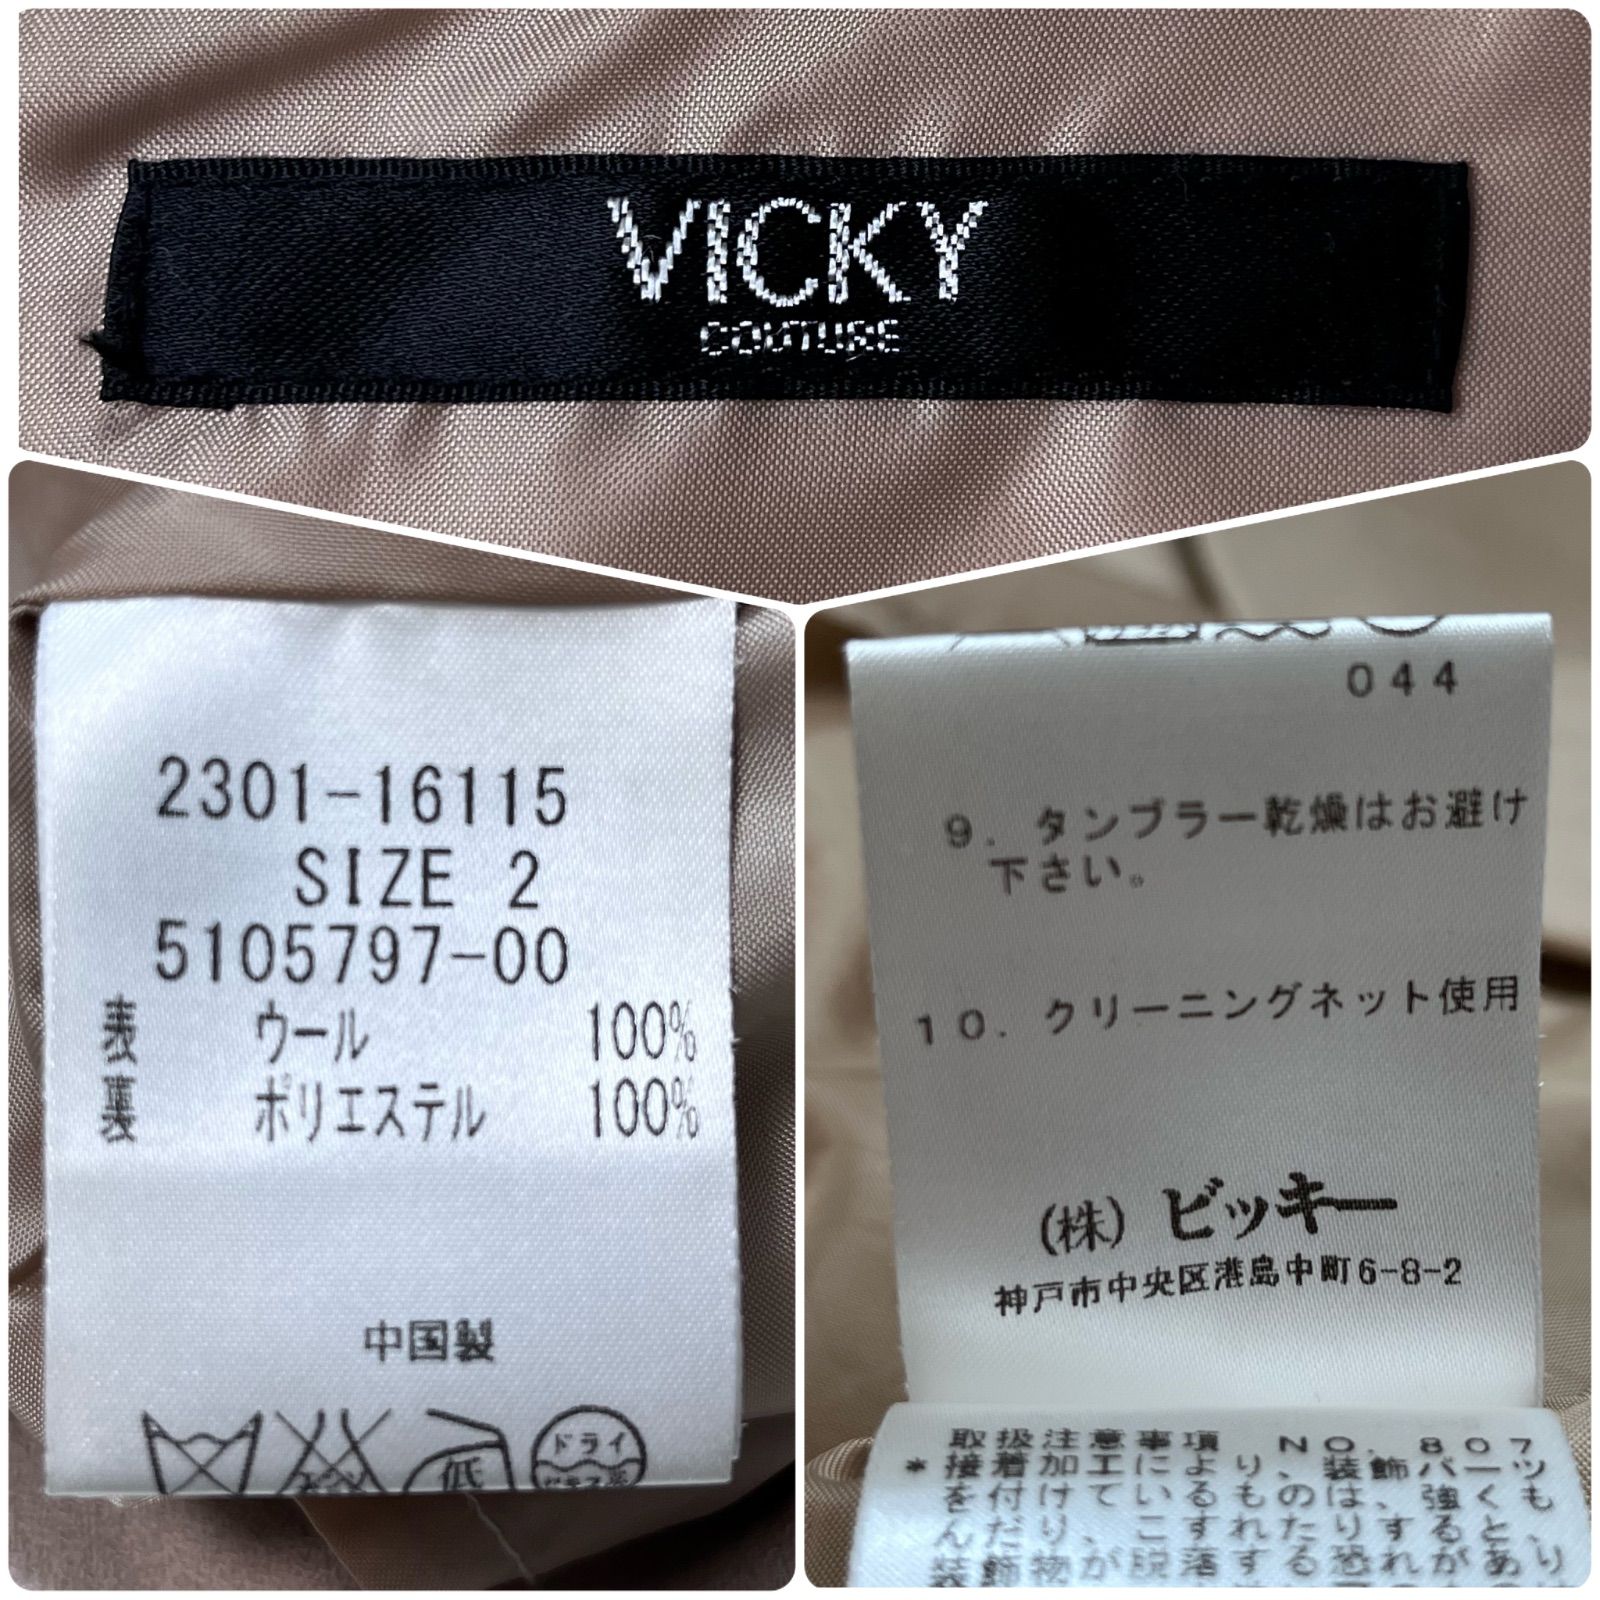 VICKY
COUTURE
2301-16115
SIZE 2
5105797-00
表 ウール 100%
裏 ポリエステル 100%
中国製
低
ドライ
044
9. タンブラー乾燥はお避け
下さい。
10. クリーニングネット使用
(株) ビッキー
神戸市中央区港島中町6-8-2
取扱注意事項 NO. 807
*接着加工による、装飾パーツ
を付けているものは、強くも
んだり、こすれたりすると、
装飾物が脱落する恐れがあり